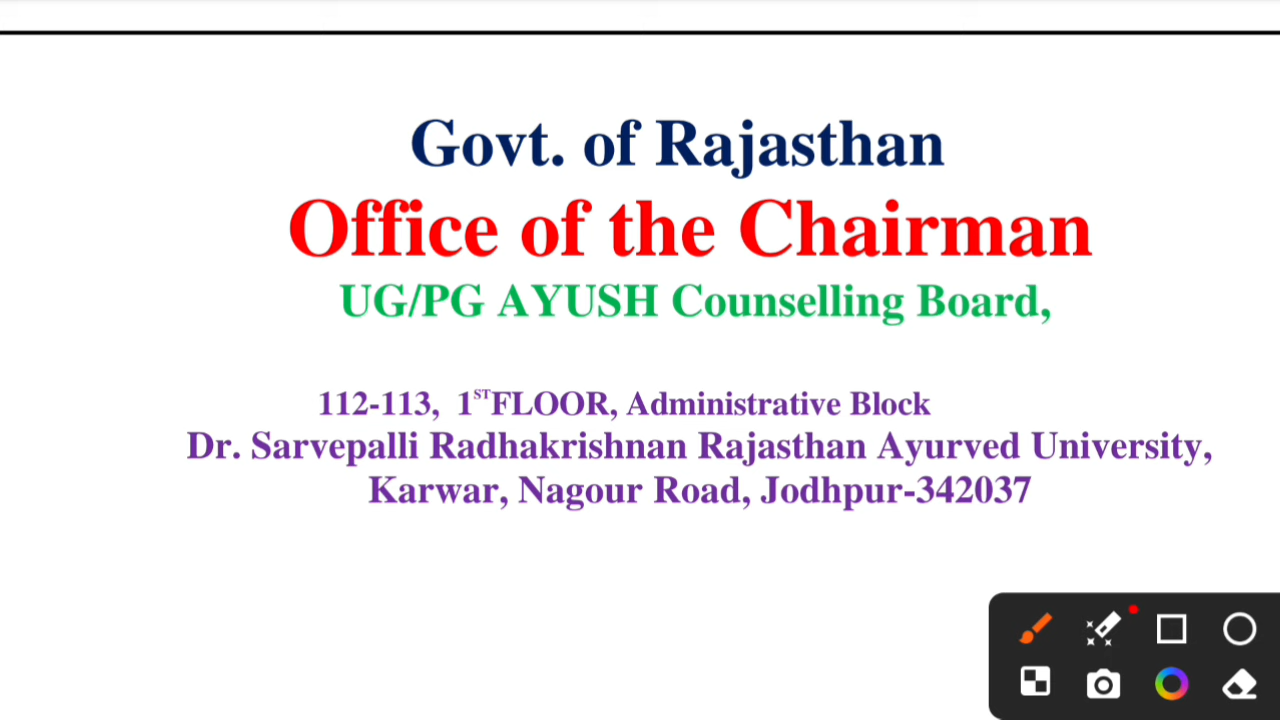 Govt. of Rajasthan
Office of the Chairman
UG/PG AYUSH Counselling Board,
112-113, 1STFLOOR, Administrative Block
Dr. Sarvepalli Radhakrishnan Rajasthan Ayurved University,
Karwar, Nagour Road, Jodhpur-342037